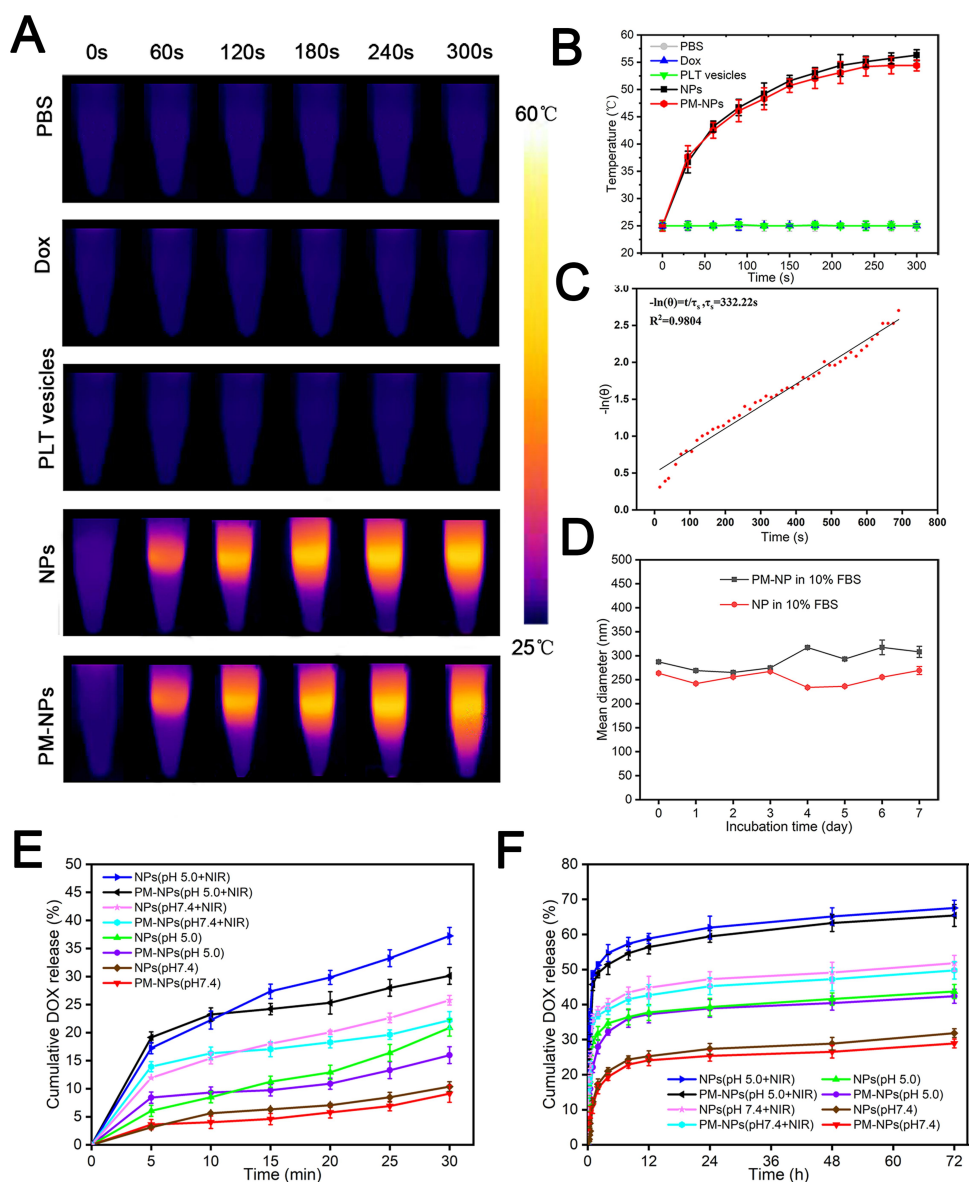 A
0s 60s 120s 180s 240s 300s
PBS
Dox
PLT vesicles
NPs
PM-NPs
60℃
25℃
B
PBS
Dox
PLT vesicles
NPs
PM-NPs
Temperature (℃)
60
55
50
45
40
35
30
25
20
0 50 100 150 200 250 300
Time (s)
C
-ln(θ)=t/τs ,τs=332.22s
R²=0.9804
-ln(θ)
2.5
2.0
1.5
1.0
0.5
0.0
0 100 200 300 400 500 600 700 800
Time (s)
D
PM-NP in 10% FBS
NP in 10% FBS
Mean diameter (nm)
500
450
400
350
300
250
200
150
100
50
0
0 1 2 3 4 5 6 7
Incubation time (day)
E
NPs(pH 5.0+NIR)
PM-NPs(pH 5.0+NIR)
NPs(pH7.4+NIR)
PM-NPs(pH7.4+NIR)
NPs(pH 5.0)
PM-NPs(pH 5.0)
NPs(pH7.4)
PM-NPs(pH7.4)
Cumulative DOX release (%)
50
45
40
35
30
25
20
15
10
5
0
0 5 10 15 20 25 30
Time (min)
F
Cumulative DOX release (%)
80
70
60
50
40
30
20
10
0
NPs(pH 5.0+NIR) NPs(pH 5.0)
PM-NPs(pH 5.0+NIR) PM-NPs(pH 5.0)
NPs(pH 7.4+NIR) NPs(pH7.4)
PM-NPs(pH7.4+NIR) PM-NPs(pH7.4)
0 12 24 36 48 60 72
Time (h)